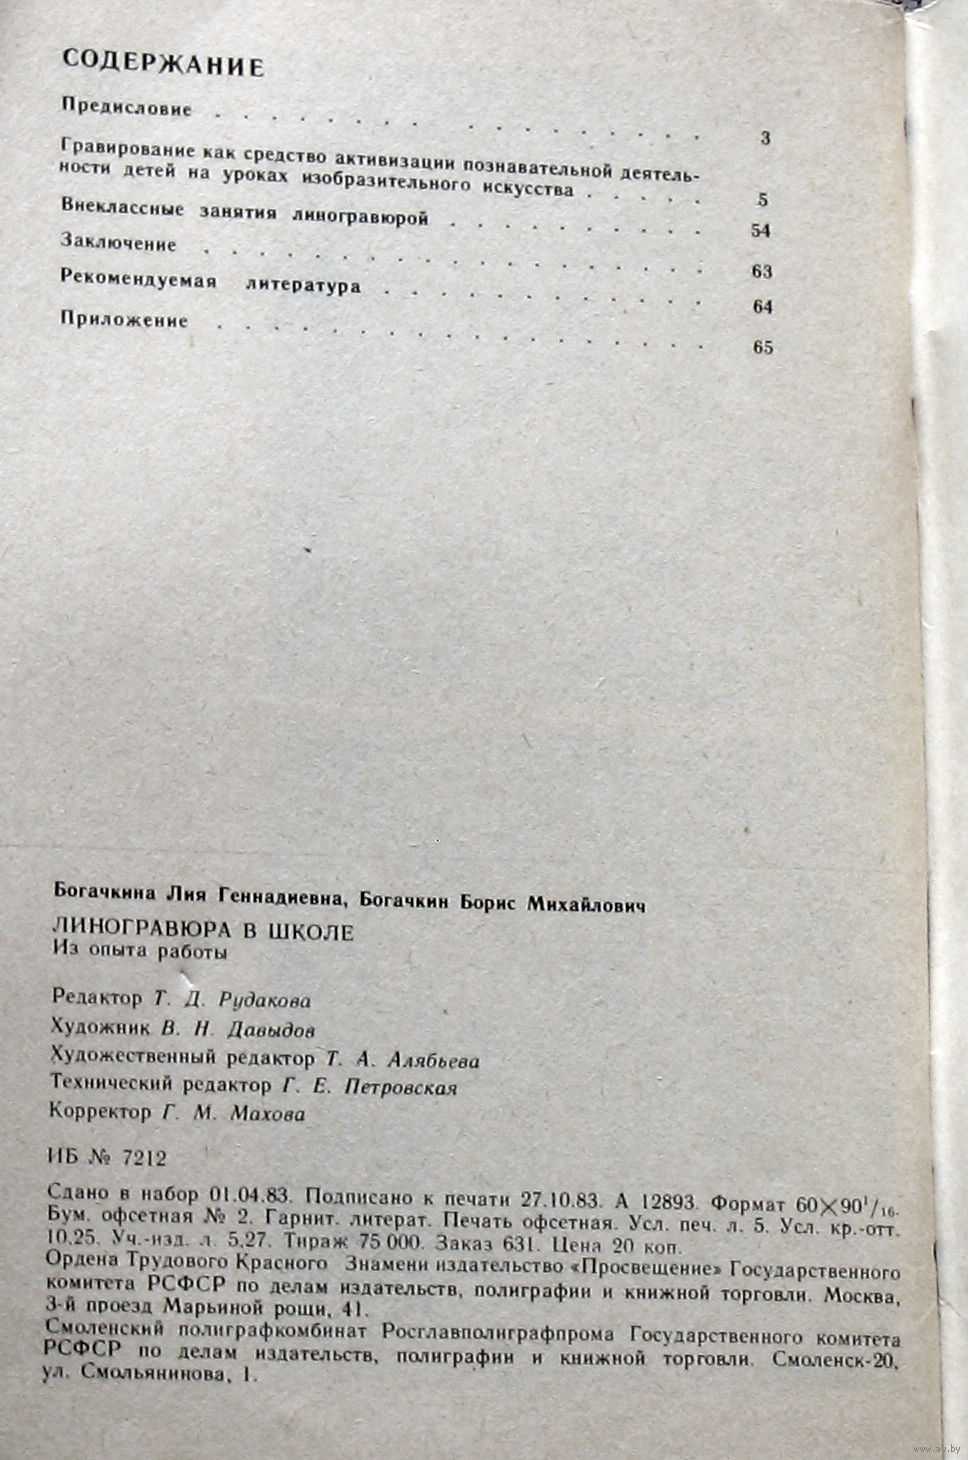 СОДЕРЖАНИЕ
Предисловие . . . . . . . . . . . . . . . . . 3
Гравирование как средство активизации познавательной деятель-
ности детей на уроках изобразительного искусства . . . . . 5
Внеклассные занятия линогравюрой . . . . . . . . . . 54
Заключение . . . . . . . . . . . . . . . . . . 63
Рекомендуемая литература . . . . . . . . . . . . 64
Приложение . . . . . . . . . . . . . . . . . . 65
Богачкина Лия Геннадиевна, Богачкин Борис Михайлович
ЛИНОГРАВЮРА В ШКОЛЕ
Из опыта работы
Редактор Т. Д. Рудакова
Художник В. Н. Давыдов
Художественный редактор Т. А. Алябьева
Технический редактор Г. Е. Петровская
Корректор Г. М. Махова
ИБ № 7212
Сдано в набор 01.04.83. Подписано к печати 27.10.83. А 12893. Формат 60×90¹/₁₆.
Бум. офсетная № 2. Гарнит. литерат. Печать офсетная. Усл. печ. л. 5. Усл. кр.-отт.
10.25. Уч.-изд. л. 5.27. Тираж 75 000. Заказ 631. Цена 20 коп.
Ордена Трудового Красного Знамени издательство «Просвещение» Государственного
комитета РСФСР по делам издательств, полиграфии и книжной торговли. Москва,
3-й проезд Марьиной рощи, 41.
Смоленский полиграфкомбинат Росглавполиграфпрома Государственного комитета
РСФСР по делам издательств, полиграфии и книжной торговли. Смоленск-20,
ул. Смольянинова, 1.
www.ay.by